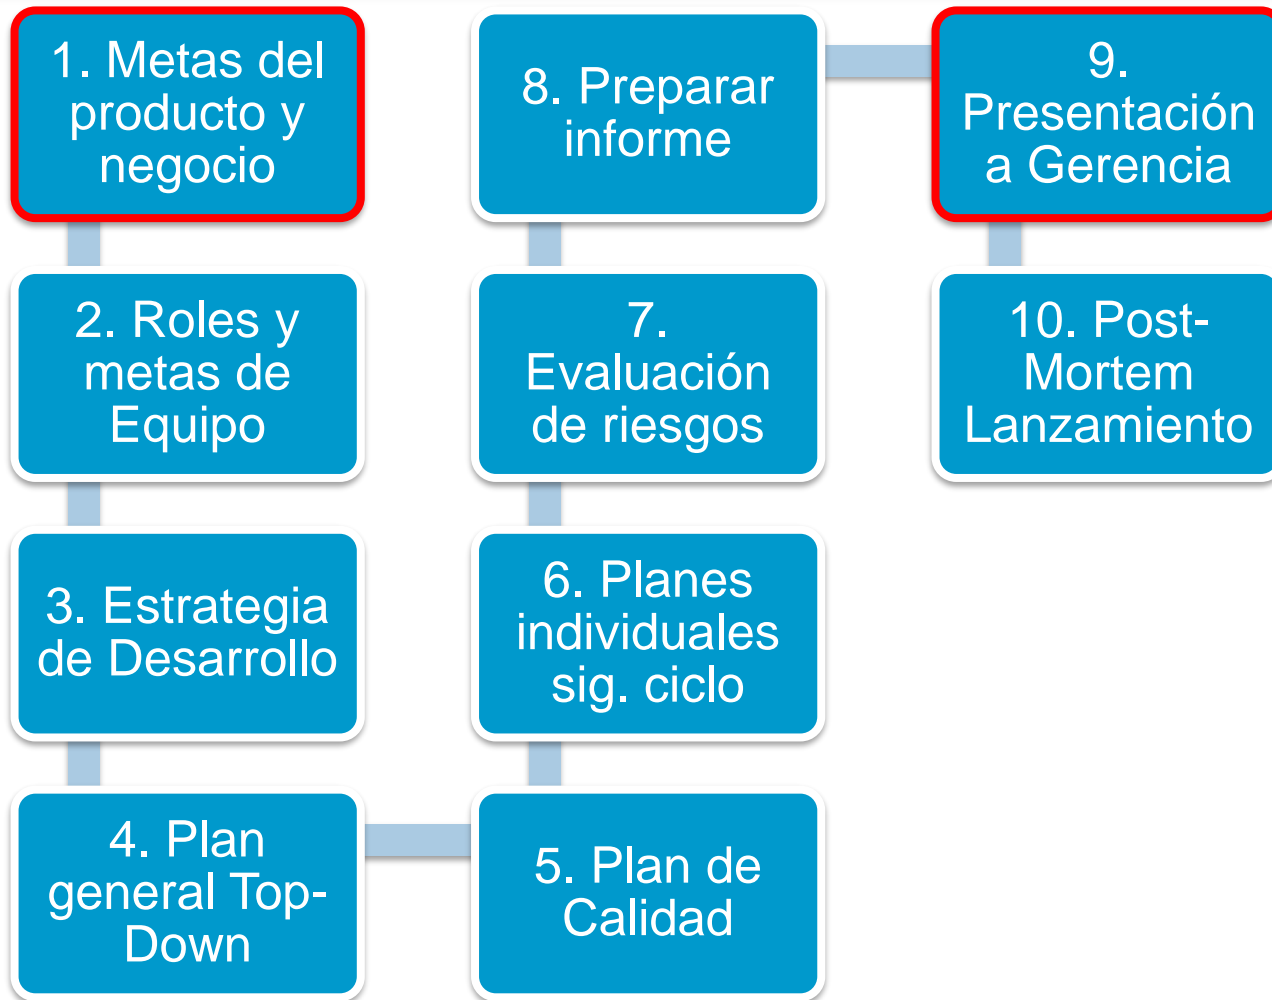 1. Metas del
producto y
negocio
2. Roles y
metas de
Equipo
3. Estrategia
de Desarrollo
4. Plan
general Top-
Down
5. Plan de
Calidad
6. Planes
individuales
sig. ciclo
7.
Evaluación
de riesgos
8. Preparar
informe
9.
Presentación
a Gerencia
10. Post-
Mortem
Lanzamiento